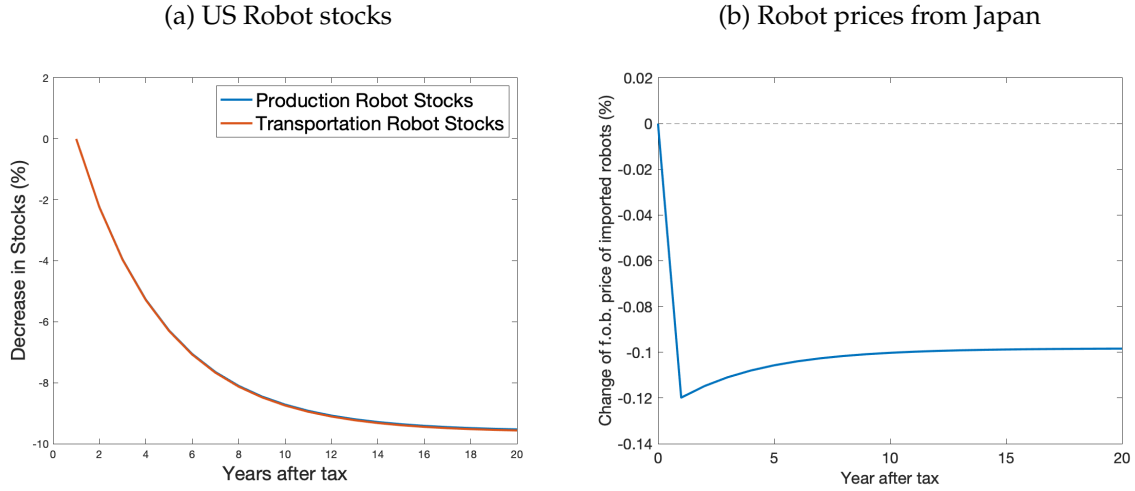 (a) US Robot stocks
Decrease in Stocks (%)
2
0
-2
-4
-6
-8
-10
Production Robot Stocks
Transportation Robot Stocks
0 2 4 6 8 10 12 14 16 18 20
Years after tax
(b) Robot prices from Japan
Change of f.o.b. price of imported robots (%)
0.02
0
-0.02
-0.04
-0.06
-0.08
-0.1
-0.12
-0.14
0 5 10 15 20
Year after tax